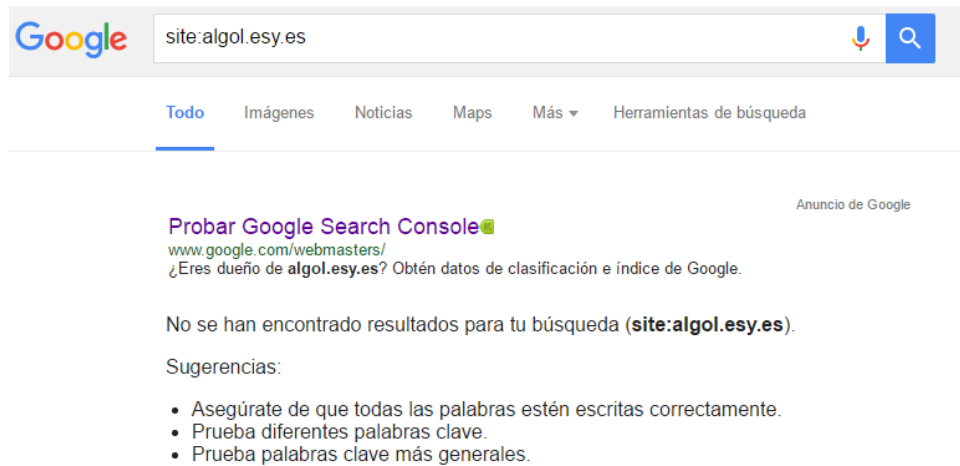 Google
site:algol.esy.es
Todo Imágenes Noticias Maps Más Herramientas de búsqueda
Anuncio de Google
Probar Google Search Console
www.google.com/webmasters/
¿Eres dueño de algol.esy.es? Obtén datos de clasificación e índice de Google.
No se han encontrado resultados para tu búsqueda (site:algol.esy.es).
Sugerencias:
• Asegúrate de que todas las palabras estén escritas correctamente.
• Prueba diferentes palabras clave.
• Prueba palabras clave más generales.